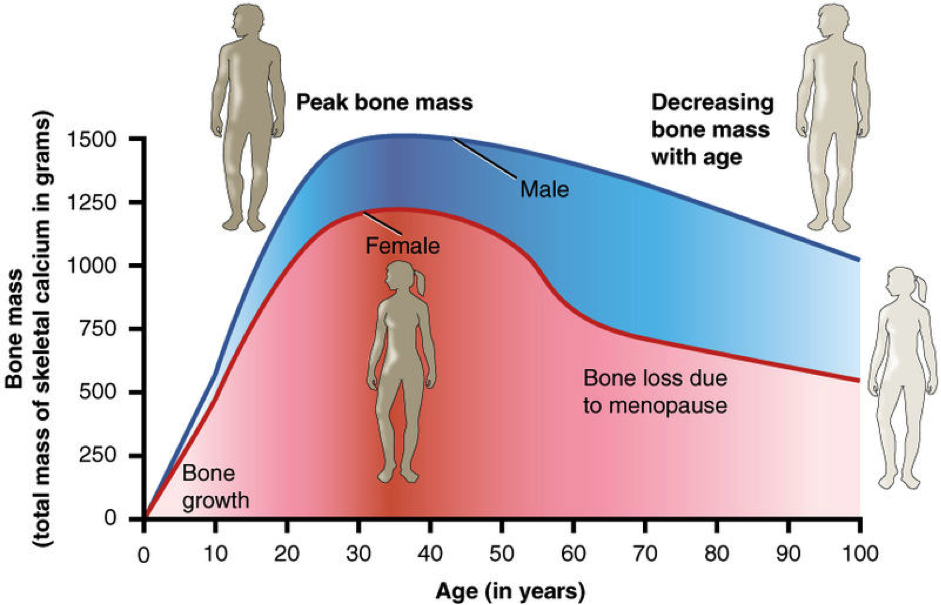 Peak bone mass
Decreasing
bone mass
with age
Bone mass
(total mass of skeletal calcium in grams)
1500
1250
1000
750
500
250
0
Male
Female
Bone loss due
to menopause
Bone
growth
0 10 20 30 40 50 60 70 80 90 100
Age (in years)